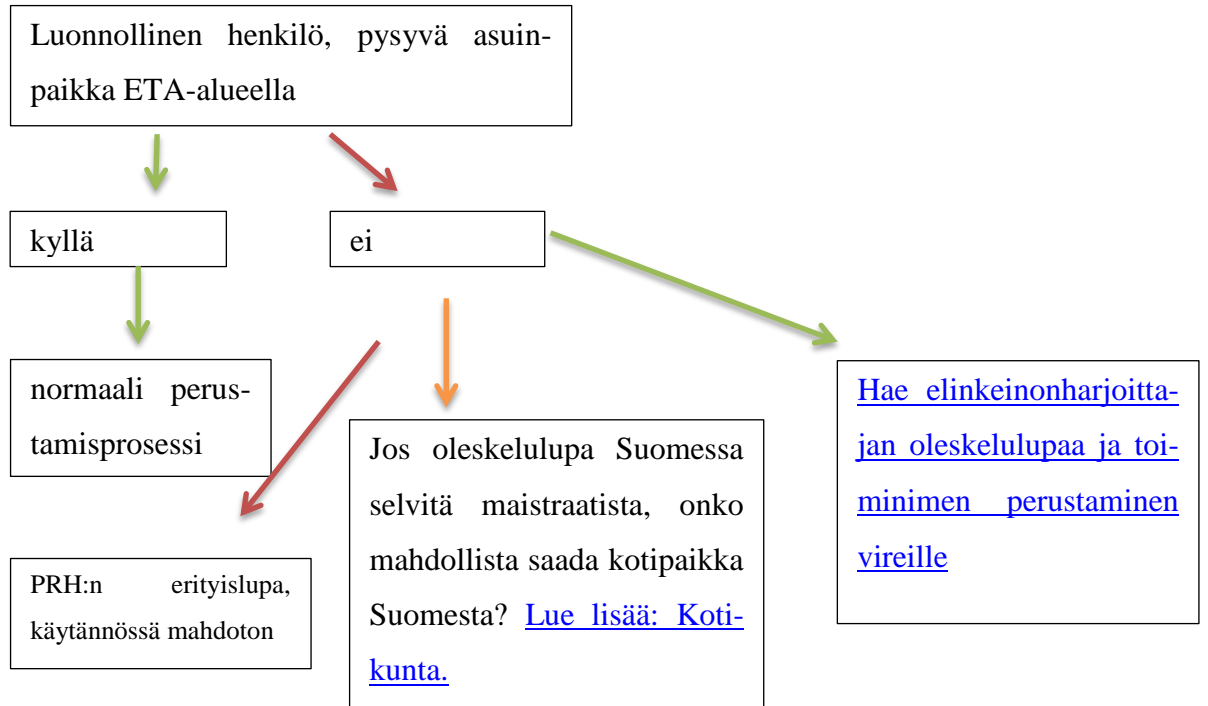 Luonnollinen henkilö, pysyvä asuin-
paikka ETA-alueella
kyllä
ei
normaali perus-
tamisprosessi
PRH:n erityislupa,
käytännössä mahdoton
Jos oleskelulupa Suomessa
selvitä maistraatista, onko
mahdollista saada kotipaikka
Suomesta? Lue lisää: Koti-
kunta.
Hae elinkeinonharjoitta-
jan oleskelulupaa ja toi-
minimen perustaminen
vireille